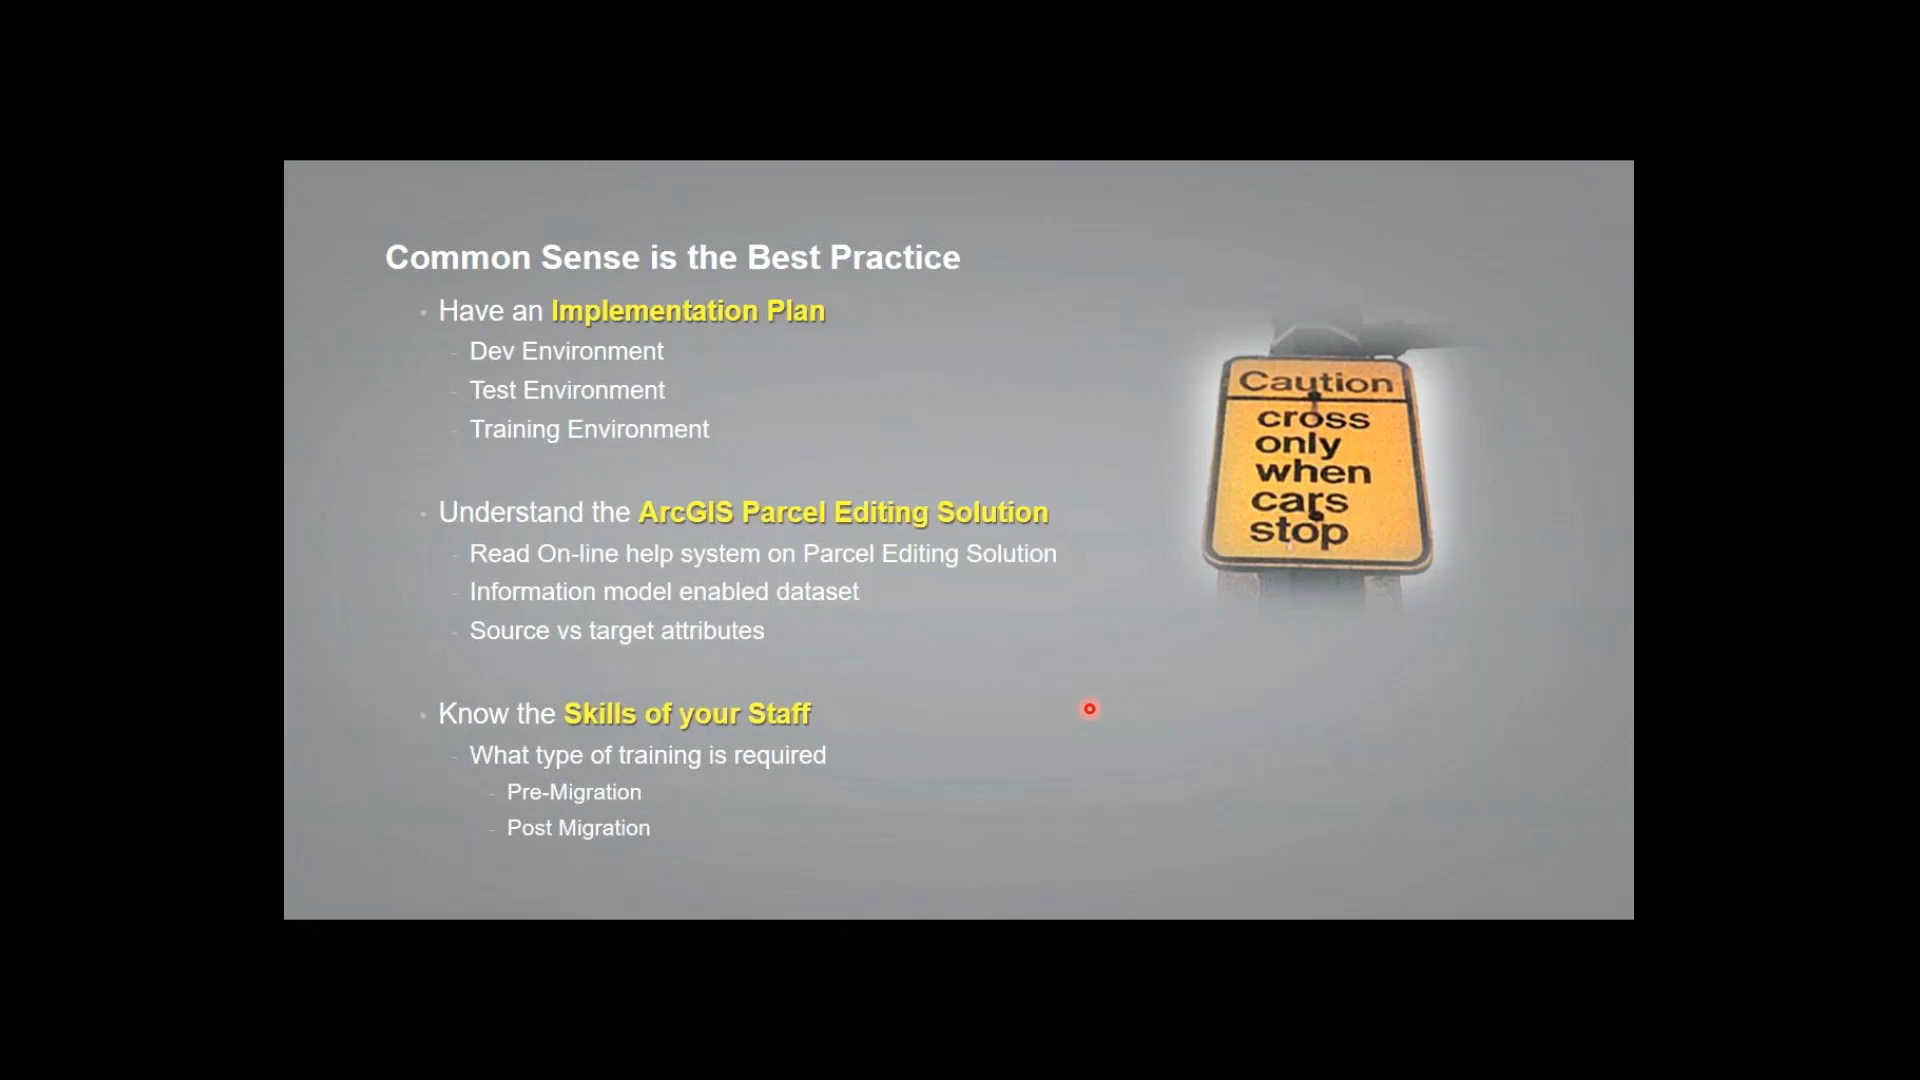 Common Sense is the Best Practice
Have an Implementation Plan
Dev Environment
Test Environment
Training Environment
Understand the ArcGIS Parcel Editing Solution
Read On-line help system on Parcel Editing Solution
Information model enabled dataset
Source vs target attributes
Know the Skills of your Staff
What type of training is required
Pre-Migration
Post Migration
Caution
cross
only
when
cars
stop